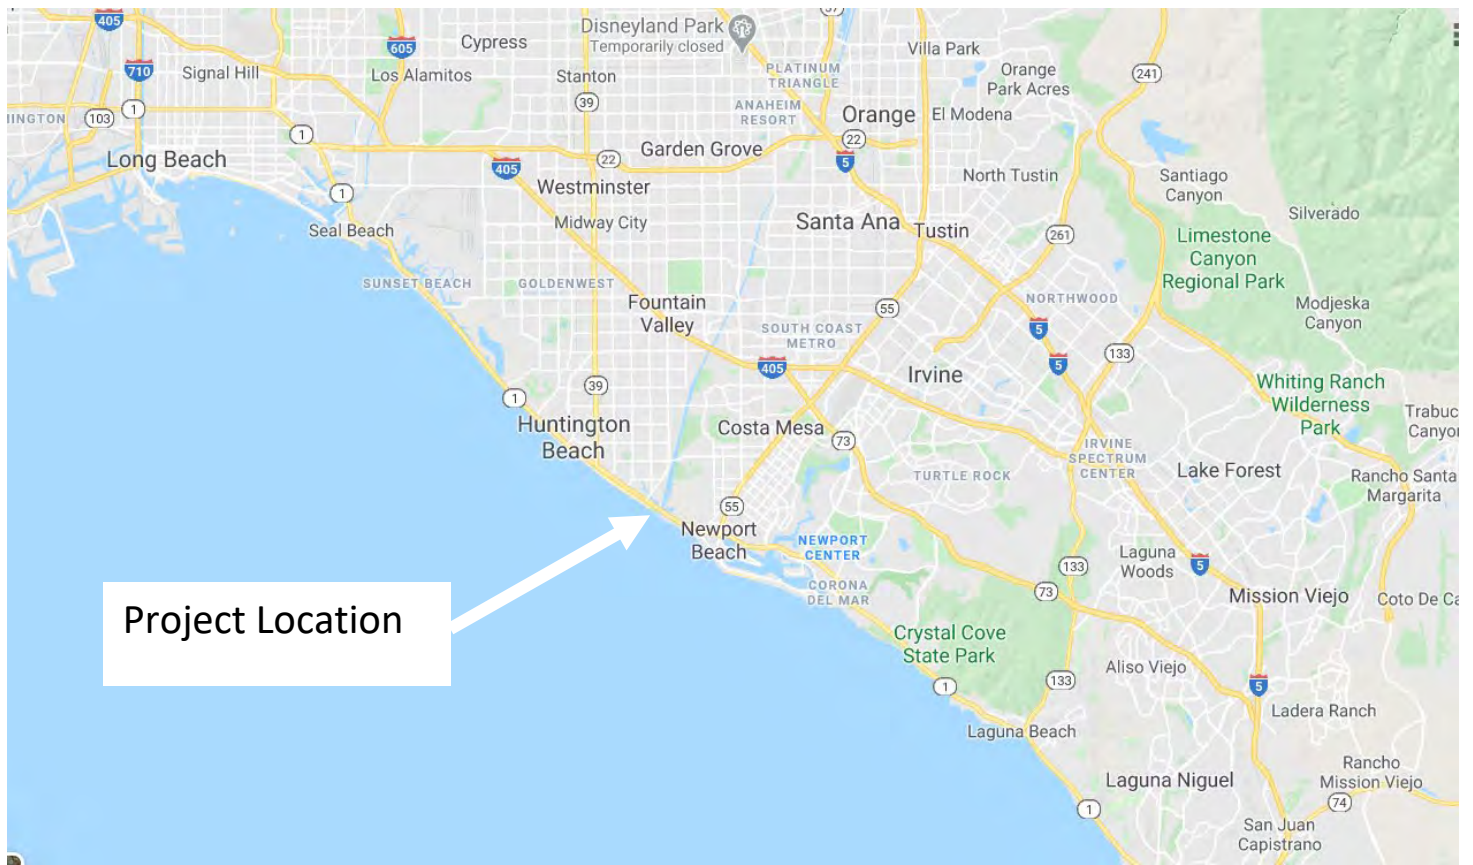 405
37
Disneyland Park
Temporarily closed
Cypress
605
Villa Park
710
Signal Hill
Los Alamitos
Stanton
PLATINUM
TRIANGLE
Orange
Park Acres
241
39
103
1
ANAHEIM
RESORT
Orange
El Modena
1
22
Garden Grove
22
5
Long Beach
405
Westminster
North Tustin
Santiago
Canyon
1
Midway City
Santa Ana
Tustin
Silverado
Seal Beach
261
Limestone
Canyon
Regional Park
SUNSET BEACH
GOLDENWEST
Fountain
Valley
55
NORTHWOOD
Modjeska
Canyon
SOUTH COAST
METRO
5
5
133
405
Irvine
39
1
Whiting Ranch
Wilderness
Park
Huntington
Beach
Costa Mesa
73
IRVINE
SPECTRUM
CENTER
TURTLE ROCK
Lake Forest
Rancho Santa
Margarita
55
Newport
Beach
NEWPORT
CENTER
Laguna
Woods
5
133
CORONA
DEL MAR
73
Mission Viejo
Coto De Ca
Project Location
Crystal Cove
State Park
Aliso Viejo
1
133
5
Ladera Ranch
Laguna Beach
Laguna Niguel
Rancho
Mission Viejo
1
74
San Juan
Capistrano